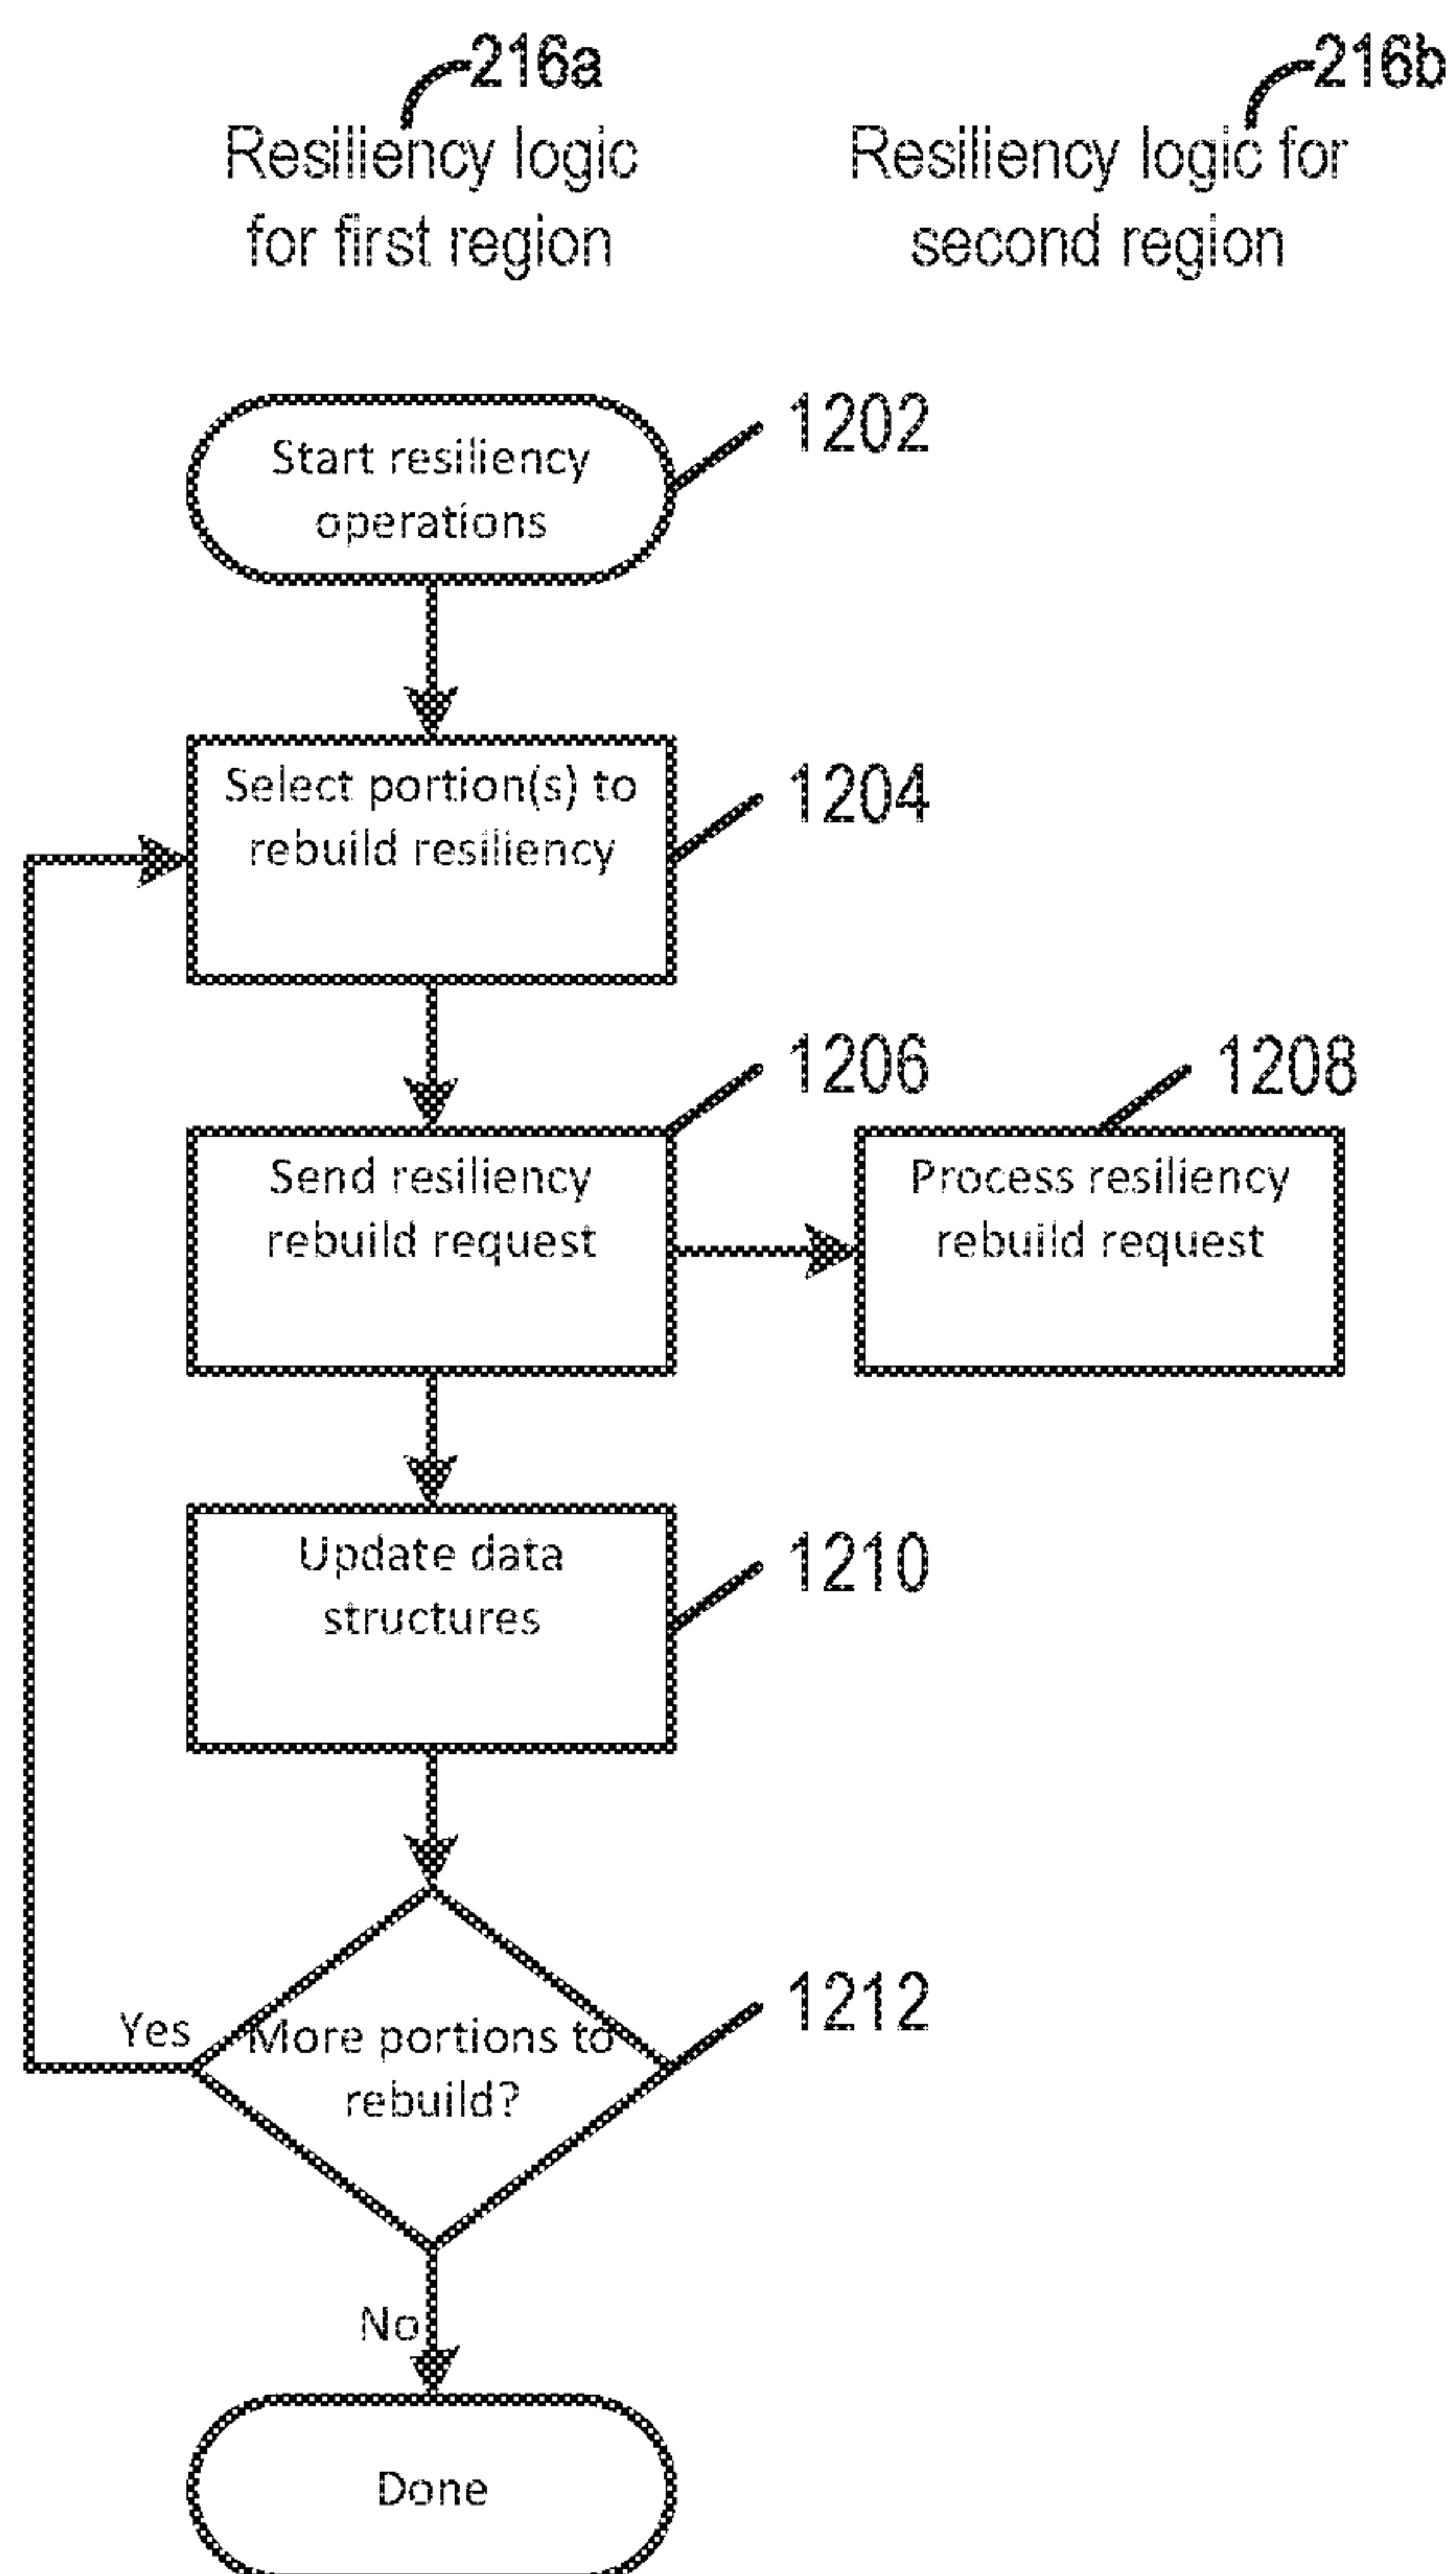 216a
216b
Resiliency logic
for first region
Resiliency logic for
second region
Start resiliency
operations
1202
Select portion(s) to
rebuild resiliency
1204
Send resiliency
rebuild request
1206
Process resiliency
rebuild request
1208
Update data
structures
1210
More portions to
rebuild?
1212
Yes
No
Done